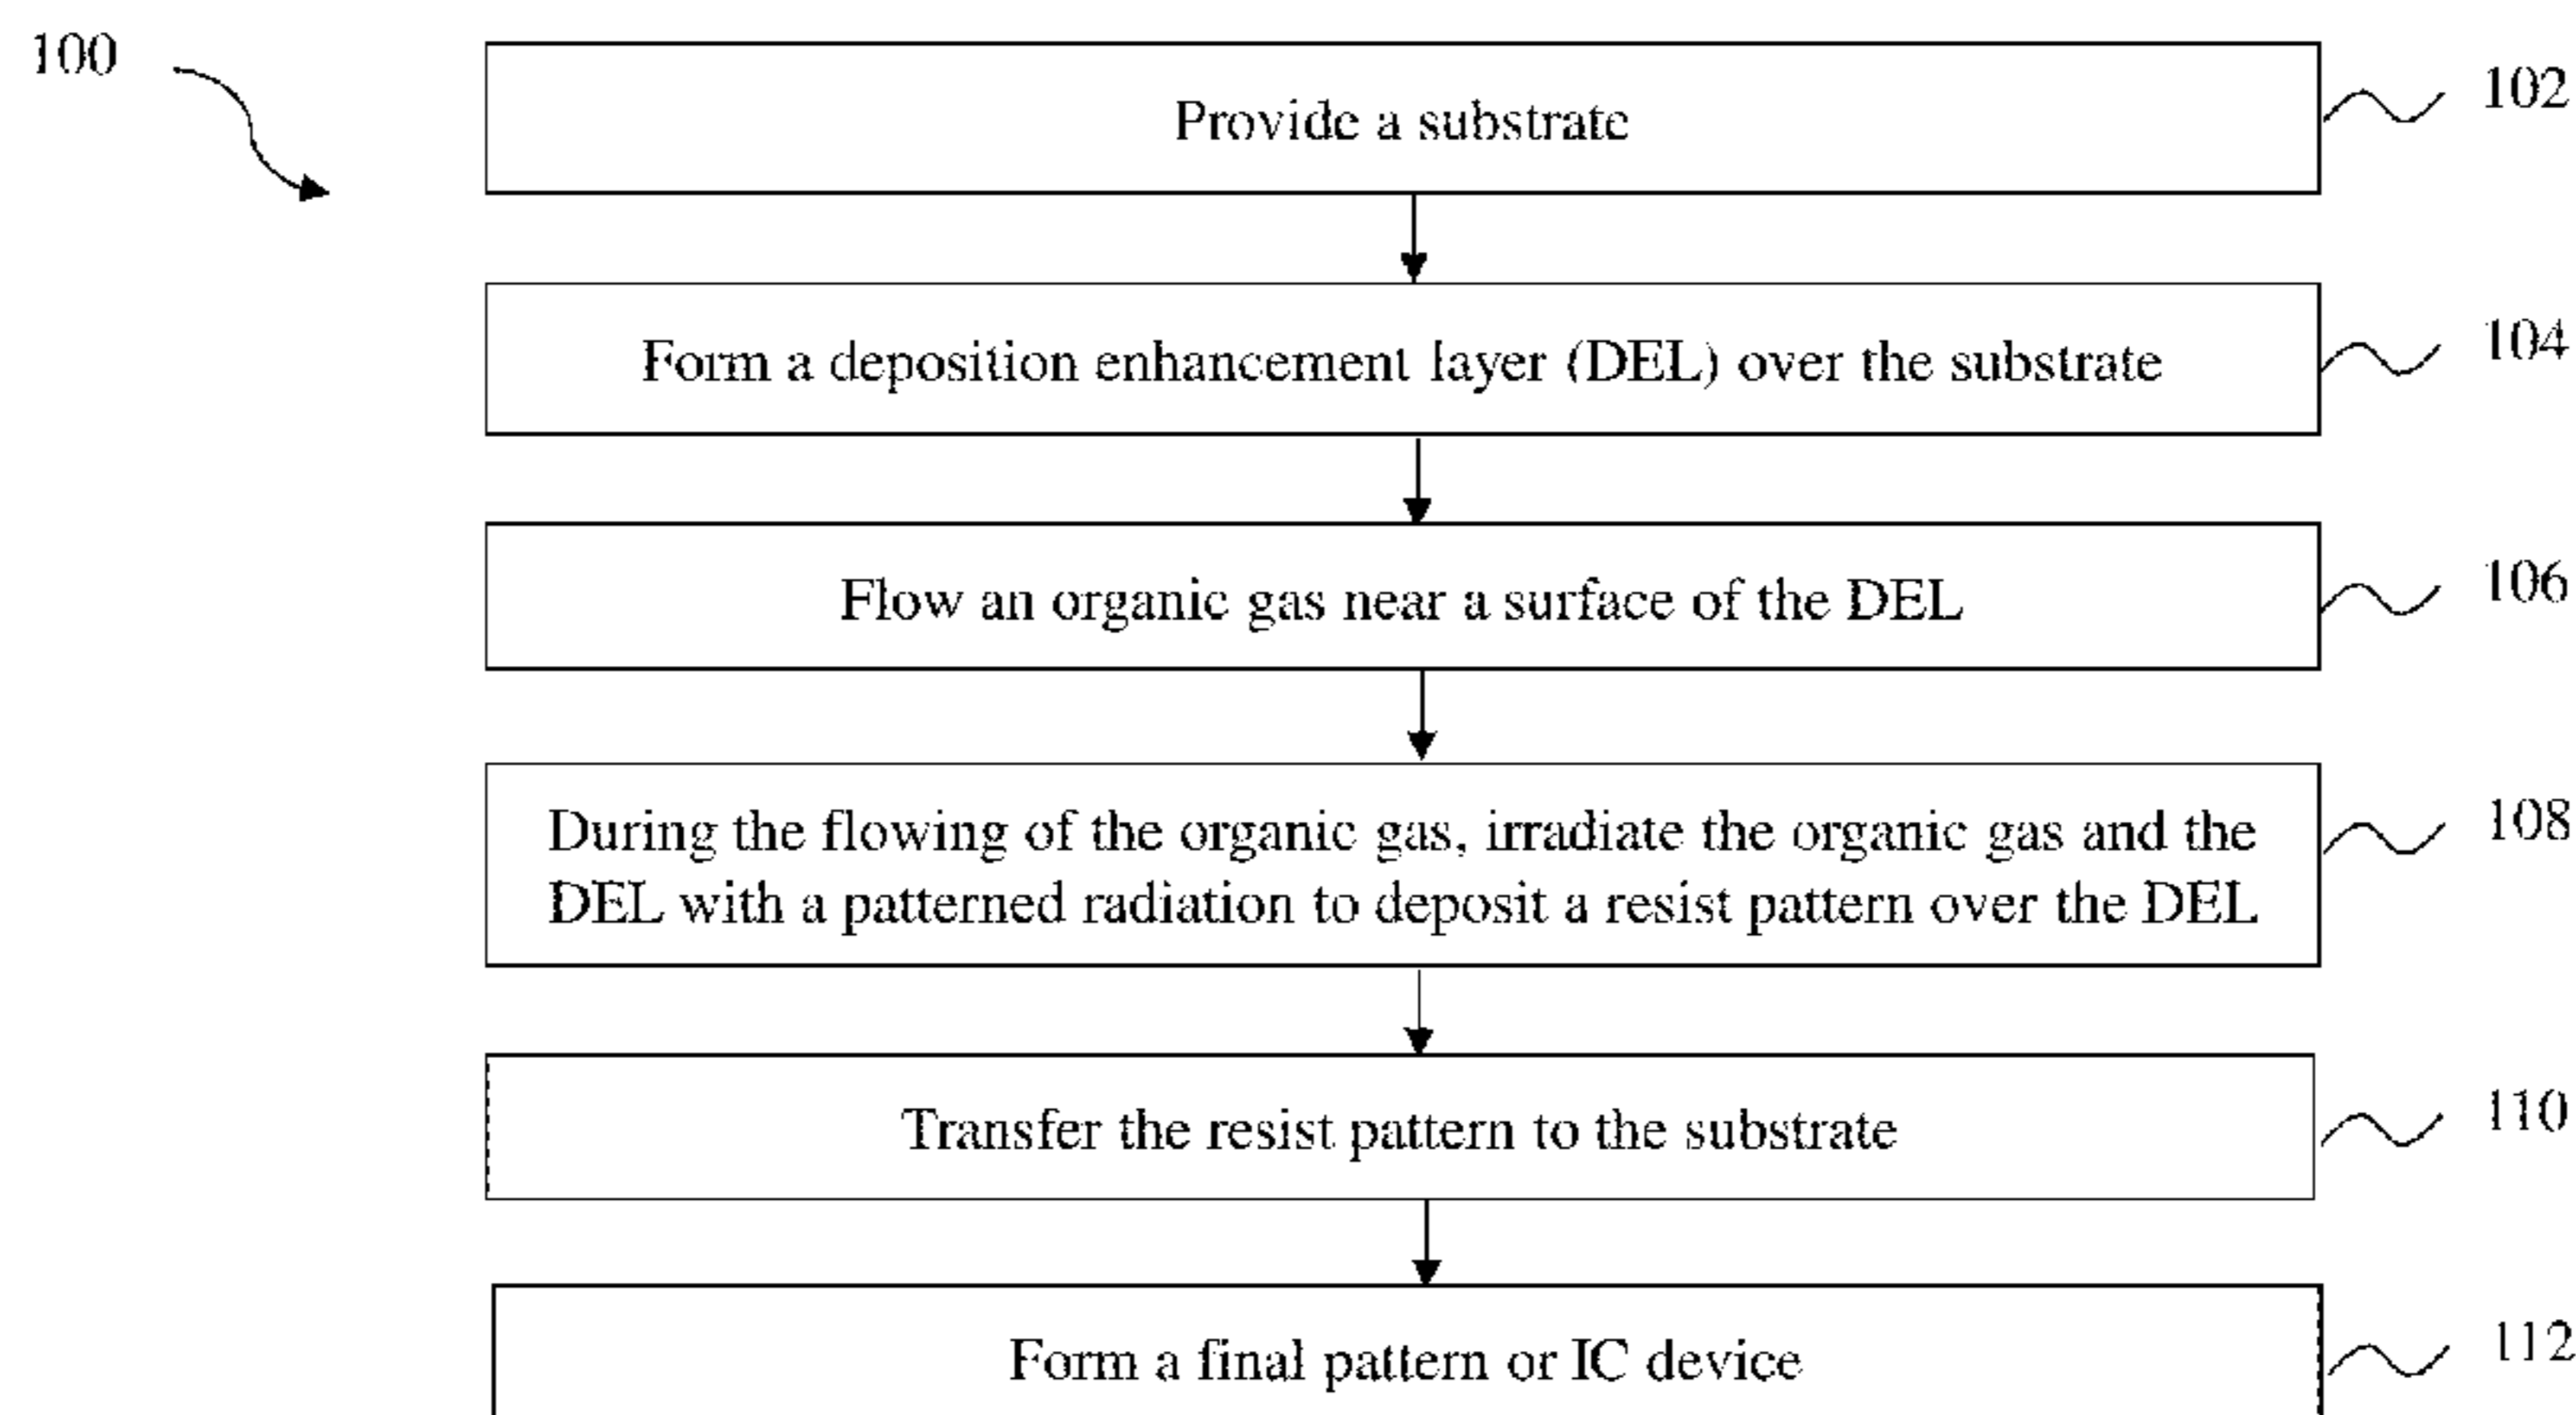 100
Provide a substrate
102
Form a deposition enhancement layer (DEL) over the substrate
104
Flow an organic gas near a surface of the DEL
106
During the flowing of the organic gas, irradiate the organic gas and the
DEL with a patterned radiation to deposit a resist pattern over the DEL
108
Transfer the resist pattern to the substrate
110
Form a final pattern or IC device
112